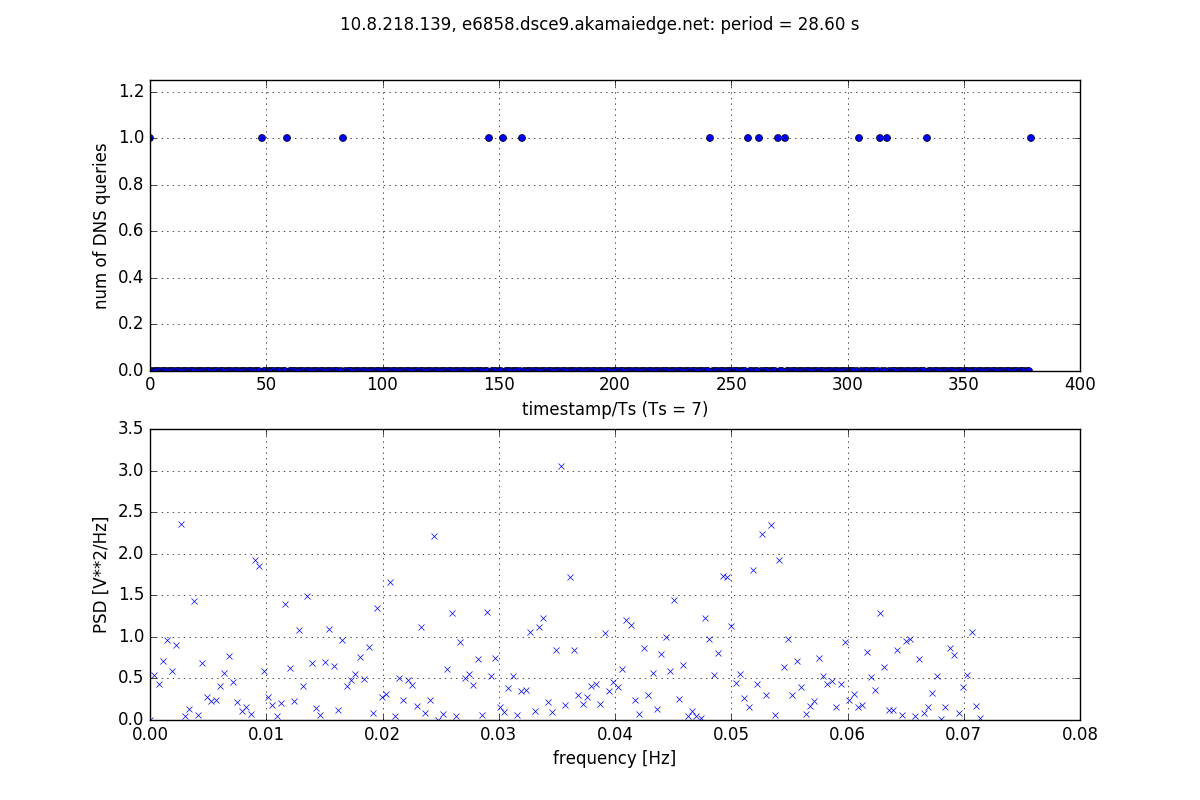 10.8.218.139, e6858.dsce9.akamaiedge.net: period = 28.60 s
1.2
1.0
0.8
0.6
0.4
0.2
0.0
num of DNS queries
0 50 100 150 200 250 300 350 400
timestamp/Ts (Ts = 7)
3.5
3.0
2.5
2.0
1.5
1.0
0.5
0.0
PSD [V**2/Hz]
0.00 0.01 0.02 0.03 0.04 0.05 0.06 0.07 0.08
frequency [Hz]